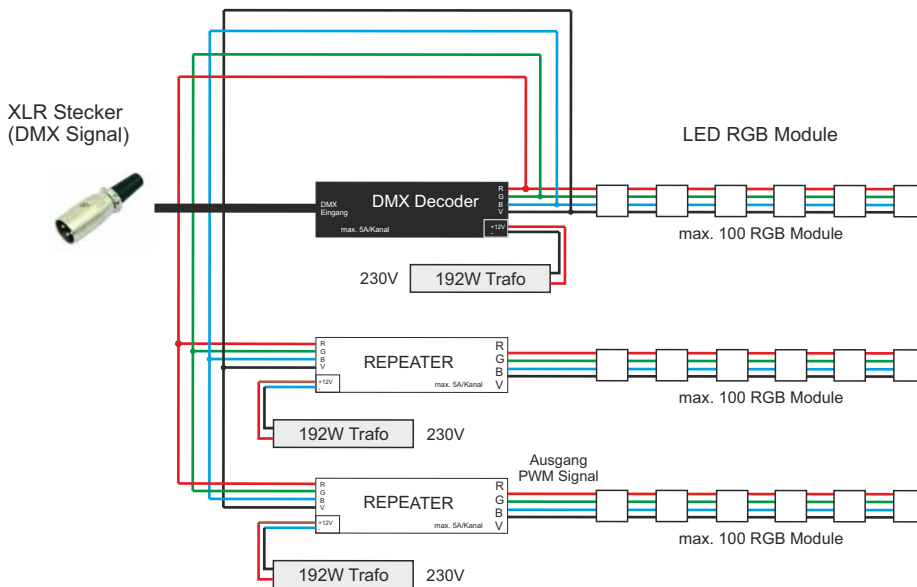 XLR Stecker
(DMX Signal)
LED RGB Module
DMX
Eingang
DMX Decoder
max. 5A/Kanal
R
G
B
V
+12V
-
max. 100 RGB Module
230V
192W Trafo
R
G
B
V
+12V
-
REPEATER
max. 5A/Kanal
R
G
B
V
max. 100 RGB Module
192W Trafo
230V
Ausgang
PWM Signal
R
G
B
V
+12V
-
REPEATER
max. 5A/Kanal
R
G
B
V
max. 100 RGB Module
192W Trafo
230V